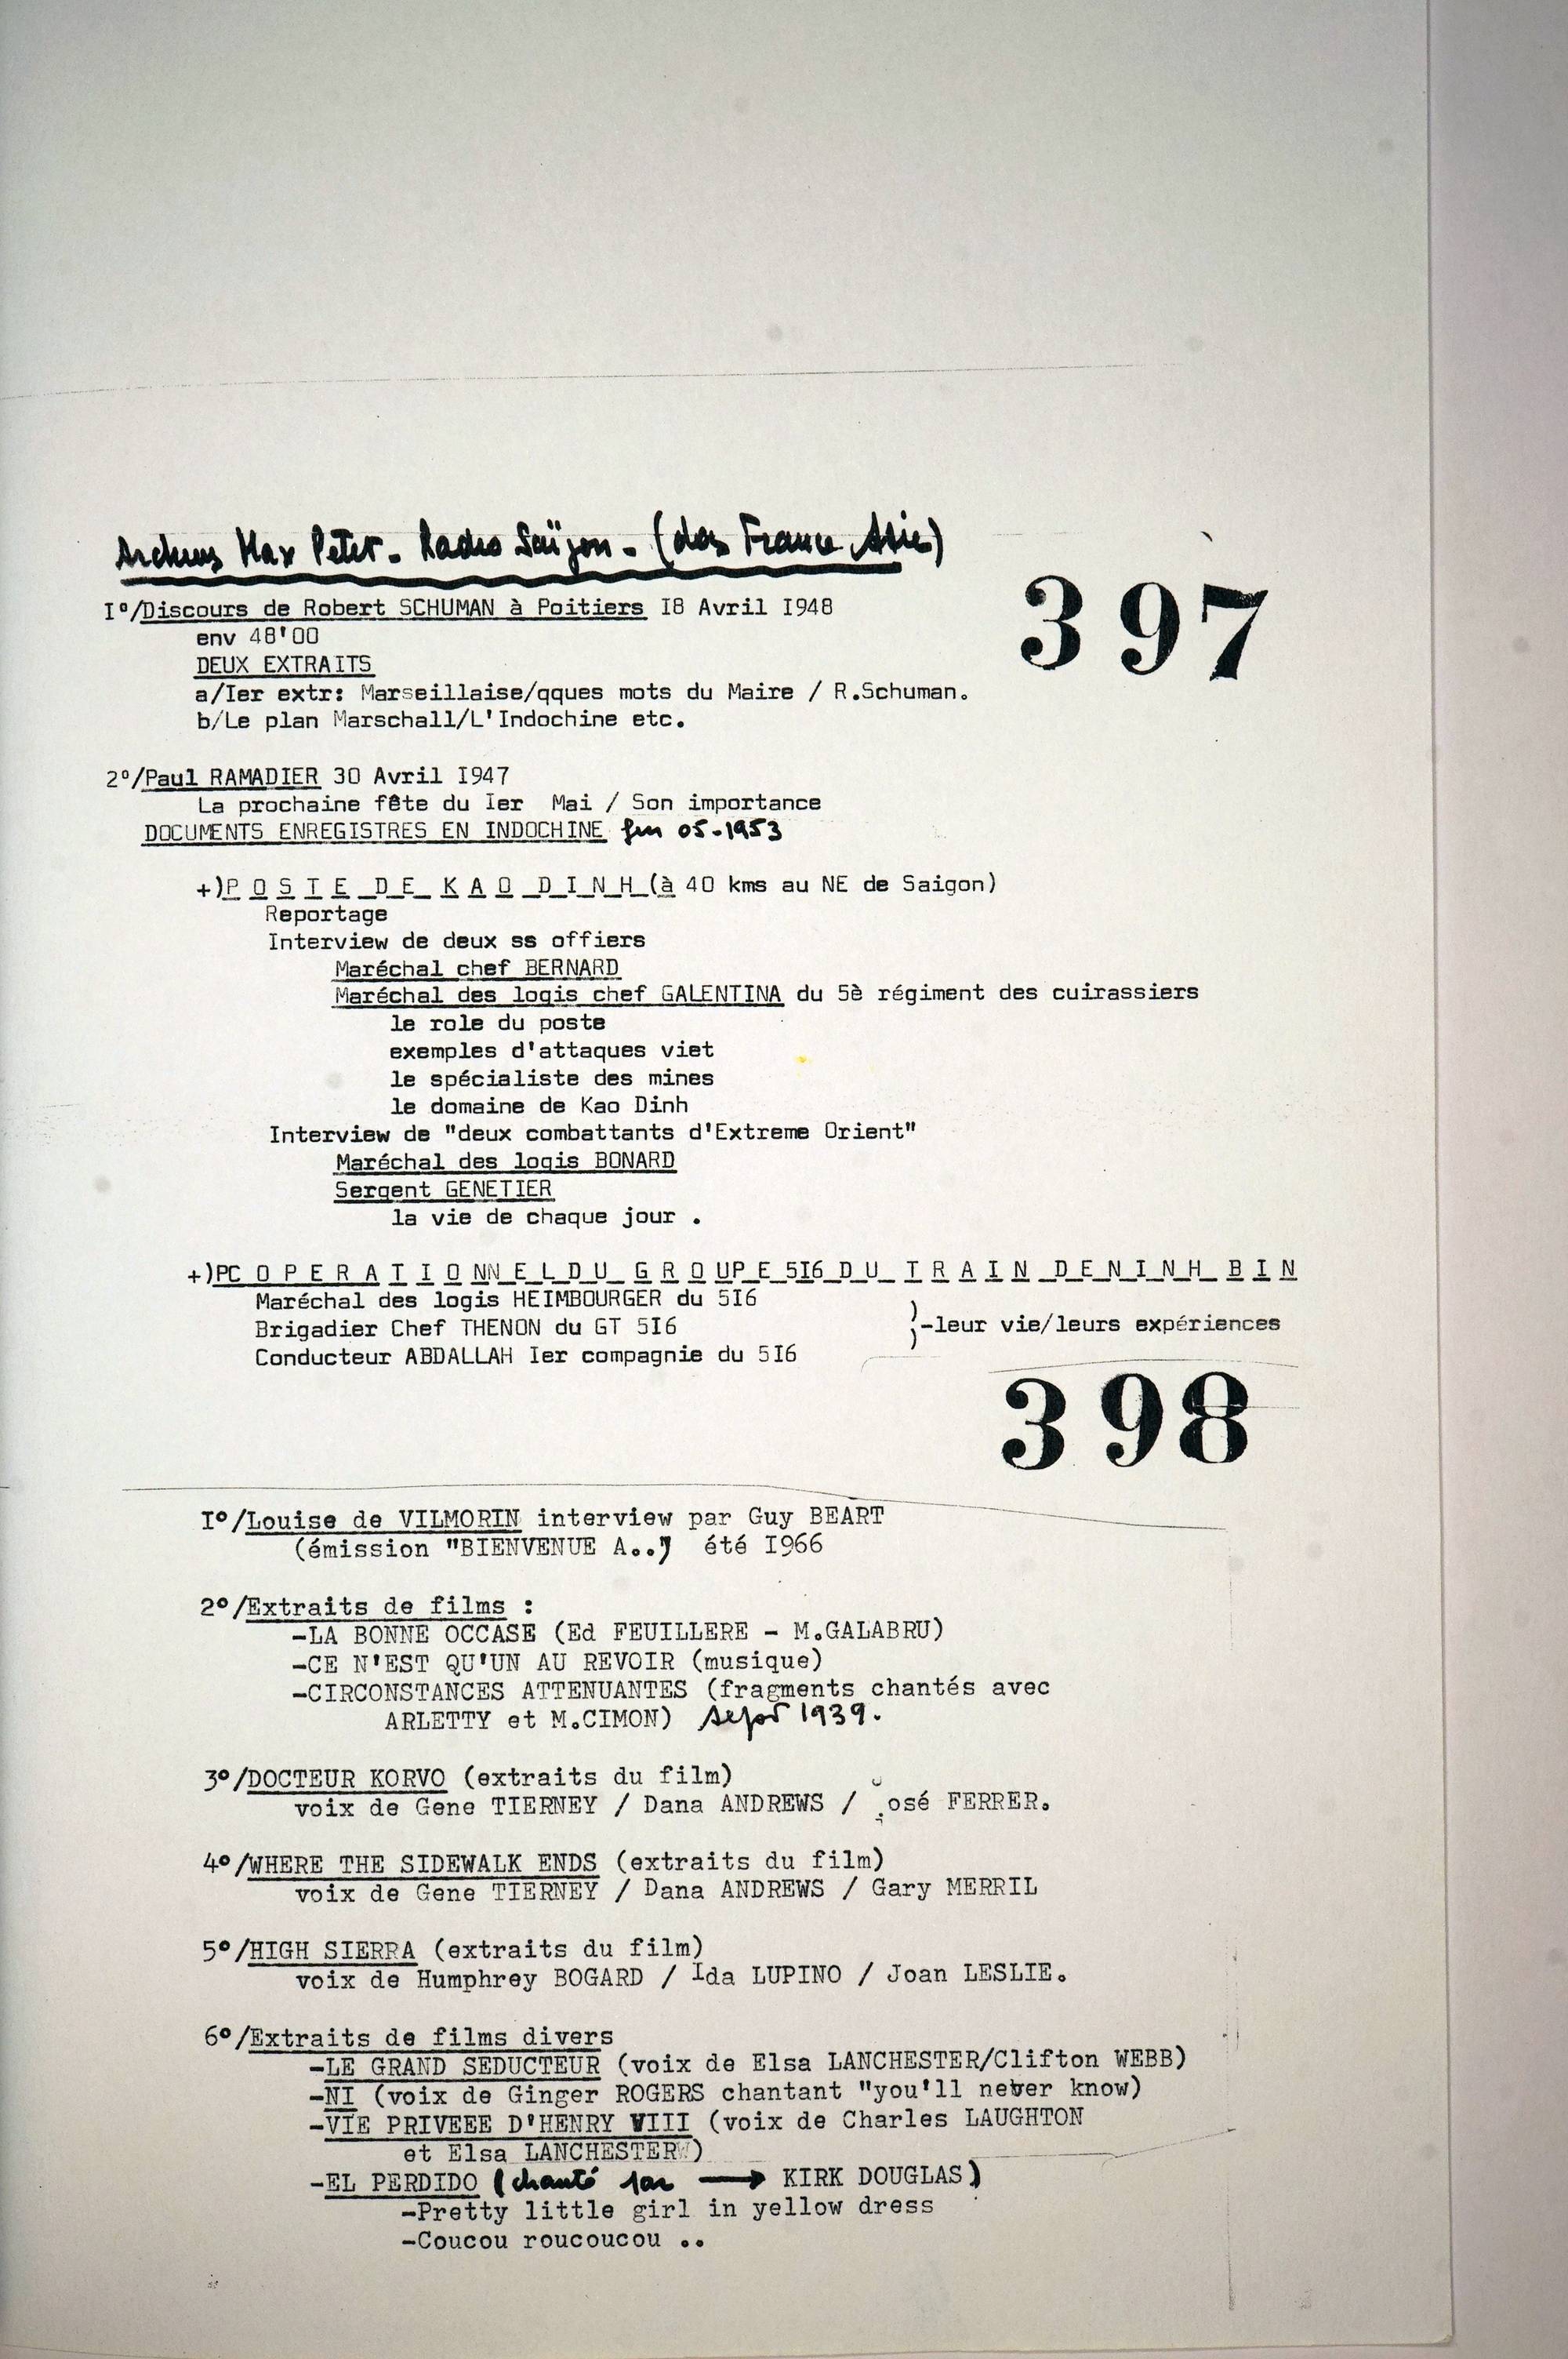 Archives Max Peter - Radio Saïgon - (dos France Asie)
397
I°/Discours de Robert SCHUMAN à Poitiers I8 Avril I948
env 48'00
DEUX EXTRAITS
a/Ier extr: Marseillaise/qques mots du Maire / R.Schuman.
b/Le plan Marschall/L'Indochine etc.
2°/Paul RAMADIER 30 Avril I947
La prochaine fête du Ier Mai / Son importance
DOCUMENTS ENREGISTRES EN INDOCHINE fin 05-1953
+)P O S T E D E K A O D I N H (à 40 kms au NE de Saigon)
Reportage
Interview de deux ss offiers
Maréchal chef BERNARD
Maréchal des logis chef GALENTINA du 5è régiment des cuirassiers
le role du poste
exemples d'attaques viet
le spécialiste des mines
le domaine de Kao Dinh
Interview de "deux combattants d'Extreme Orient"
Maréchal des logis BONARD
Sergent GENETIER
la vie de chaque jour .
+)PC O P E R A T I O NN E L D U G R O UP E 5I6 D U T R A I N D E N I N H B I N
Maréchal des logis HEIMBOURGER du 5I6
Brigadier Chef THENON du GT 5I6 )-leur vie/leurs expériences
Conducteur ABDALLAH Ier compagnie du 5I6
398
I°/Louise de VILMORIN interview par Guy BEART
(émission "BIENVENUE A..") été I966
2°/Extraits de films :
-LA BONNE OCCASE (Ed FEUILLERE - M.GALABRU)
-CE N'EST QU'UN AU REVOIR (musique)
-CIRCONSTANCES ATTENUANTES (fragments chantés avec
ARLETTY et M.CIMON) Sept 1939.
3°/DOCTEUR KORVO (extraits du film)
voix de Gene TIERNEY / Dana ANDREWS / José FERRER.
4°/WHERE THE SIDEWALK ENDS (extraits du film)
voix de Gene TIERNEY / Dana ANDREWS / Gary MERRIL
5°/HIGH SIERRA (extraits du film)
voix de Humphrey BOGARD / Ida LUPINO / Joan LESLIE.
6°/Extraits de films divers
-LE GRAND SEDUCTEUR (voix de Elsa LANCHESTER/Clifton WEBB)
-NI (voix de Ginger ROGERS chantant "you'll never know)
-VIE PRIVEEE D'HENRY VIII (voix de Charles LAUGHTON
et Elsa LANCHESTER)
-EL PERDIDO (chanté par → KIRK DOUGLAS)
-Pretty little girl in yellow dress
-Coucou roucoucou ..